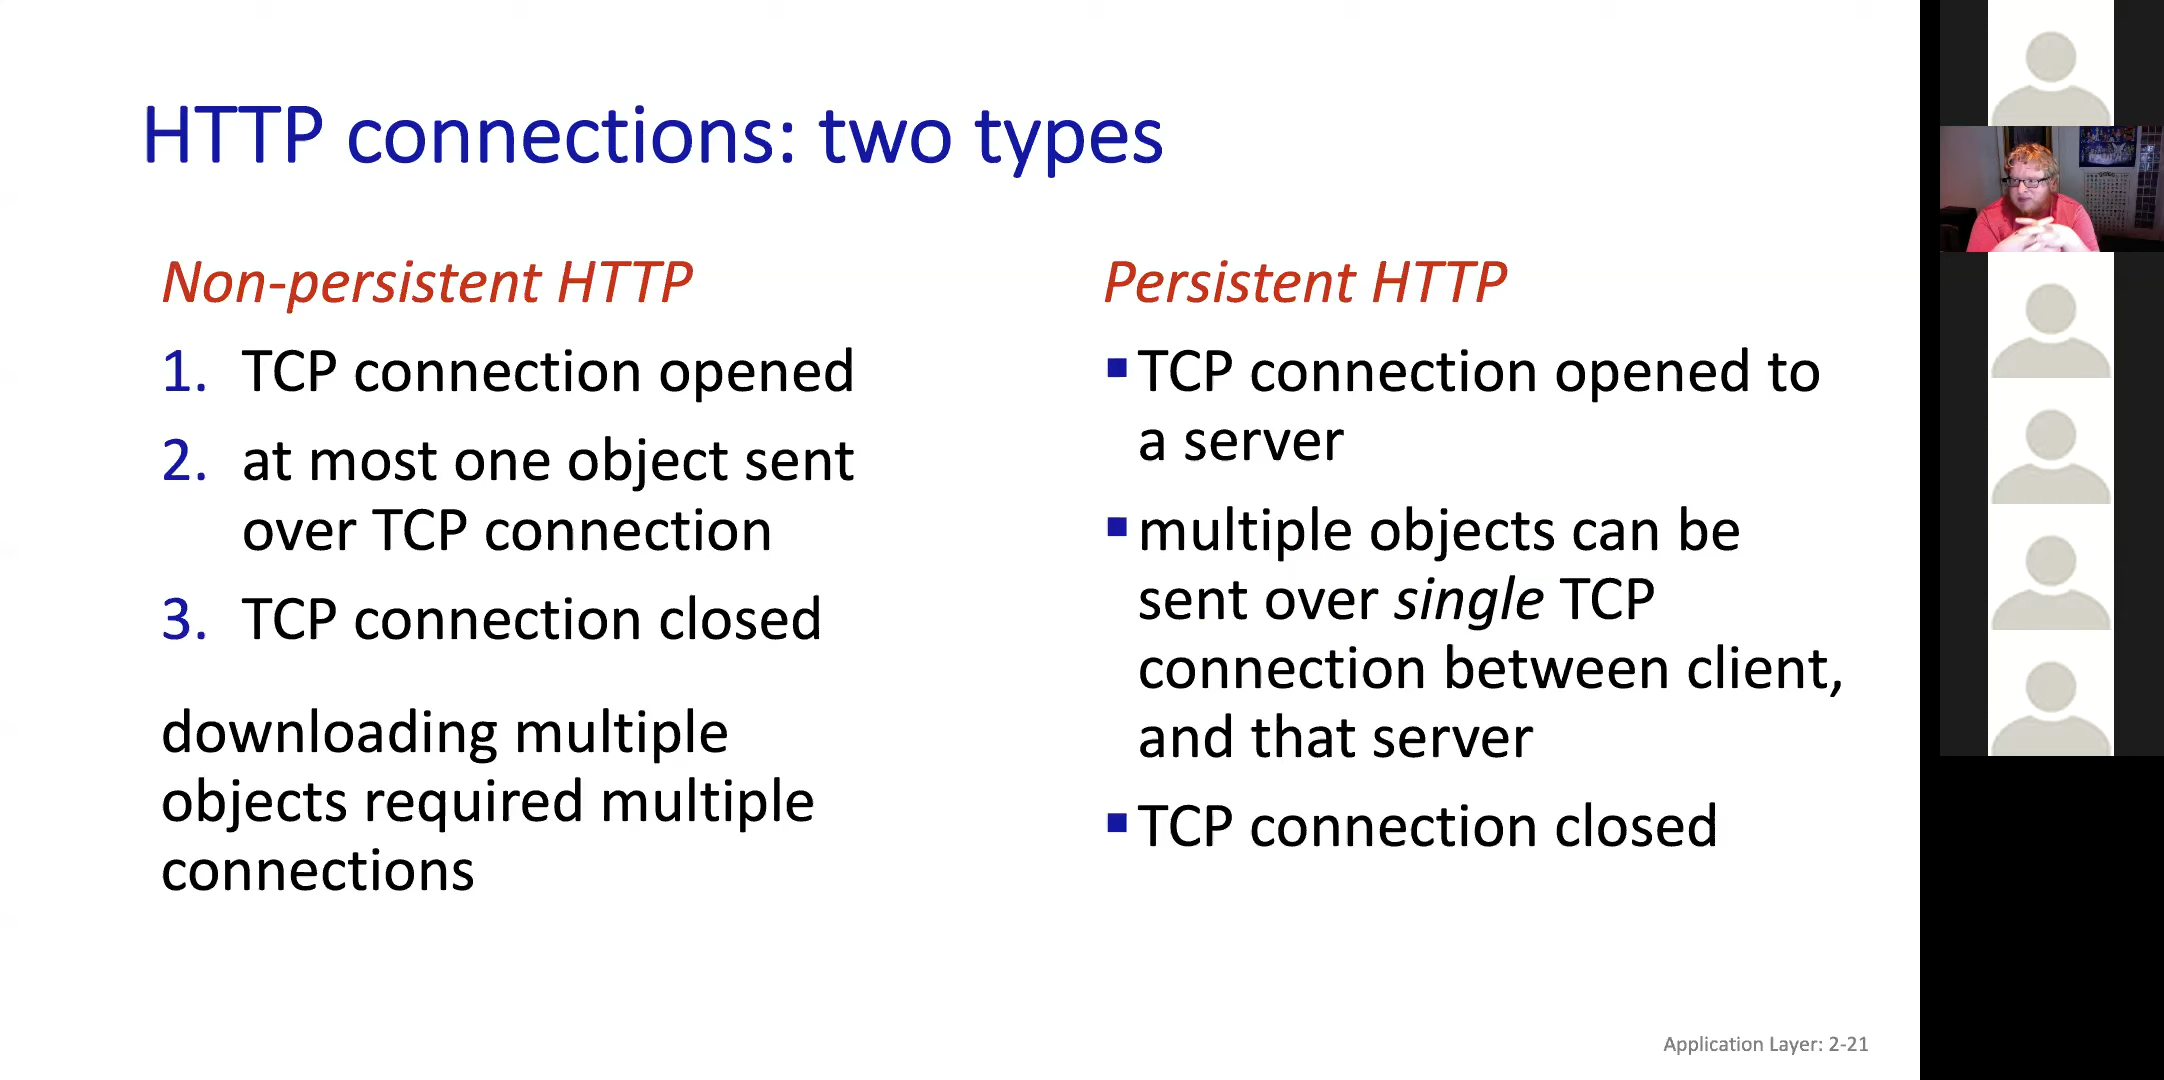 HTTP connections: two types
Non-persistent HTTP
1. TCP connection opened
2. at most one object sent
over TCP connection
3. TCP connection closed
downloading multiple
objects required multiple
connections
Persistent HTTP
▪TCP connection opened to
a server
▪multiple objects can be
sent over single TCP
connection between client,
and that server
▪TCP connection closed
Application Layer: 2-21